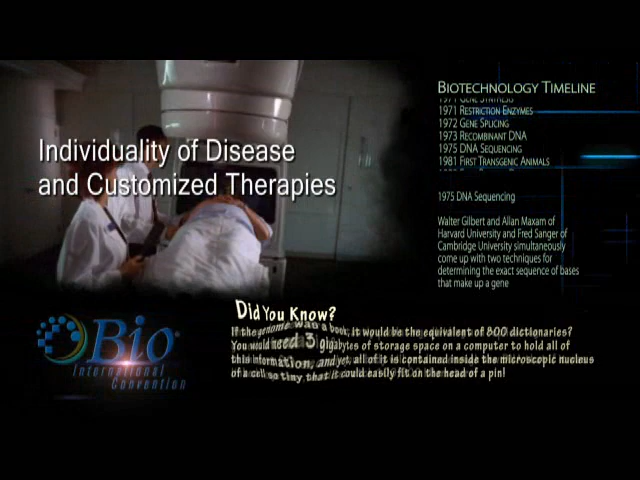 Individuality of Disease
and Customized Therapies
BIOTECHNOLOGY TIMELINE
1971 GENE SYNTHESIS
1971 RESTRICTION ENZYMES
1972 GENE SPLICING
1973 RECOMBINANT DNA
1975 DNA SEQUENCING
1981 FIRST TRANSGENIC ANIMALS
1975 DNA Sequencing
Walter Gilbert and Allan Maxam of
Harvard University and Fred Sanger of
Cambridge University simultaneously
come up with two techniques for
determining the exact sequence of bases
that make up a gene
Did You Know?
If the genome was a book, it would be the equivalent of 800 dictionaries?
You would need 3 gigabytes of storage space on a computer to hold all of
this information, and yet, all of it is contained inside the microscopic nucleus
of a cell so tiny that it could easily fit on the head of a pin!
Bio
International
Convention